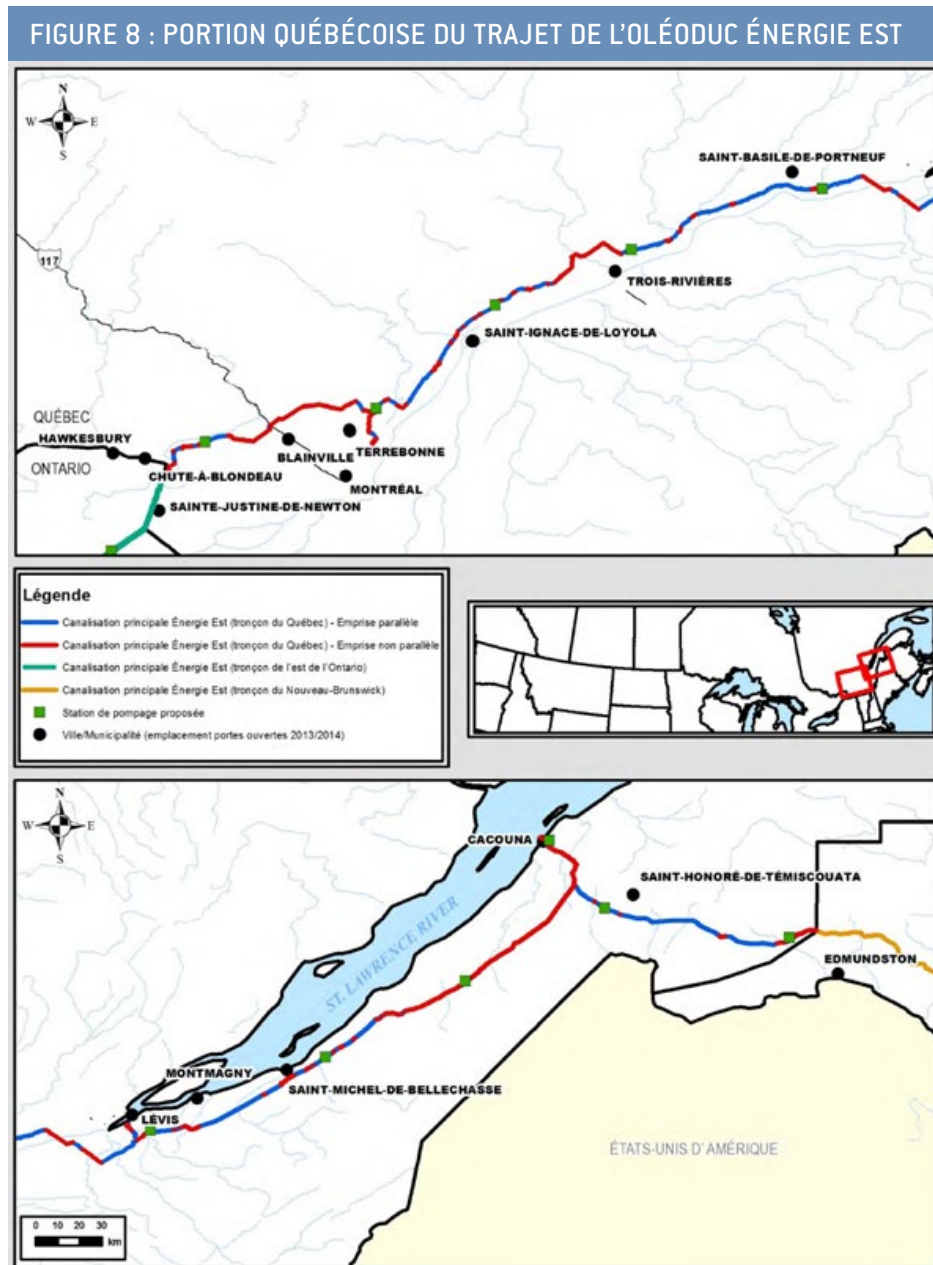 FIGURE 8 : PORTION QUÉBÉCOISE DU TRAJET DE L'OLÉODUC ÉNERGIE EST
N
W E
S
SAINT-BASILE-DE-PORTNEUF
117
TROIS-RIVIÈRES
SAINT-IGNACE-DE-LOYOLA
QUÉBEC
HAWKESBURY
ONTARIO
BLAINVILLE
TERREBONNE
CHUTE-À-BLONDEAU
MONTRÉAL
SAINTE-JUSTINE-DE-NEWTON
Légende
Canalisation principale Énergie Est (tronçon du Québec) - Emprise parallèle
Canalisation principale Énergie Est (tronçon du Québec) - Emprise non parallèle
Canalisation principale Énergie Est (tronçon de l'est de l'Ontario)
Canalisation principale Énergie Est (tronçon du Nouveau-Brunswick)
Station de pompage proposée
Ville/Municipalité (emplacement portes ouvertes 2013/2014)
N
W E
S
CACOUNA
SAINT-HONORÉ-DE-TÉMISCOUATA
ST. LAWRENCE RIVER
EDMUNDSTON
MONTMAGNY
SAINT-MICHEL-DE-BELLECHASSE
LÉVIS
ÉTATS-UNIS D'AMÉRIQUE
0 10 20 30
km